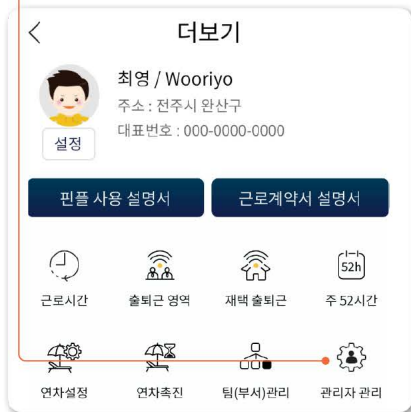 더보기
최영 / Wooriyo
주소 : 전주시 완산구
대표번호 : 000-0000-0000
설정
핀플 사용 설명서 근로계약서 설명서
52h
근로시간 출퇴근 영역 재택 출퇴근 주 52시간
연차설정 연차촉진 팀(부서)관리 관리자 관리